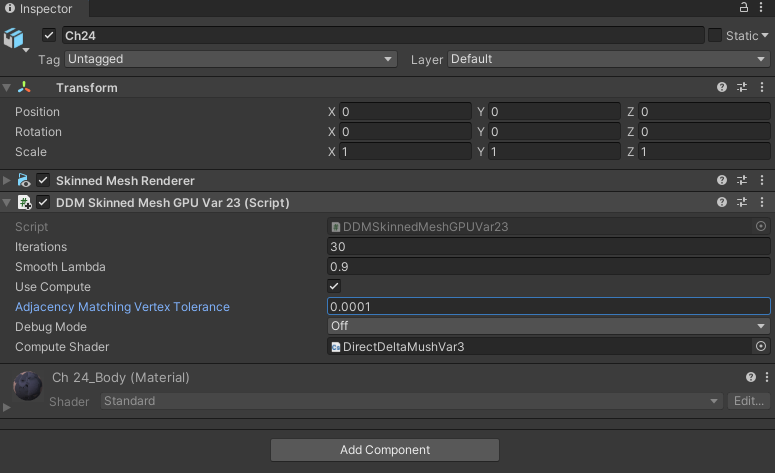 Inspector
Ch24
Static
Tag Untagged Layer Default
Transform
Position X 0 Y 0 Z 0
Rotation X 0 Y 0 Z 0
Scale X 1 Y 1 Z 1
Skinned Mesh Renderer
DDM Skinned Mesh GPU Var 23 (Script)
Script DDMSkinnedMeshGPUVar23
Iterations 30
Smooth Lambda 0.9
Use Compute
Adjacency Matching Vertex Tolerance 0.0001
Debug Mode Off
Compute Shader DirectDeltaMushVar3
Ch 24_Body (Material)
Shader Standard Edit...
Add Component